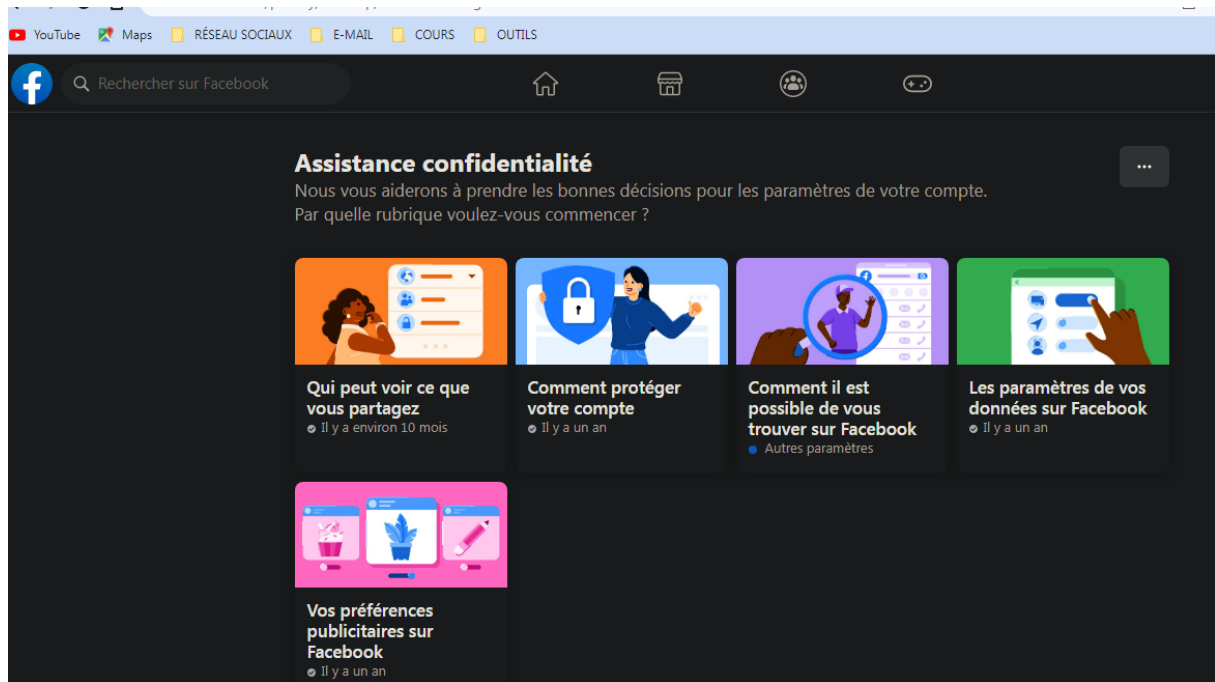 YouTube Maps RÉSEAU SOCIAUX E-MAIL COURS OUTILS
Rechercher sur Facebook
Assistance confidentialité
Nous vous aiderons à prendre les bonnes décisions pour les paramètres de votre compte.
Par quelle rubrique voulez-vous commencer ?
Qui peut voir ce que
vous partagez
Il y a environ 10 mois
Comment protéger
votre compte
Il y a un an
Comment il est
possible de vous
trouver sur Facebook
Autres paramètres
Les paramètres de vos
données sur Facebook
Il y a un an
Vos préférences
publicitaires sur
Facebook
Il y a un an